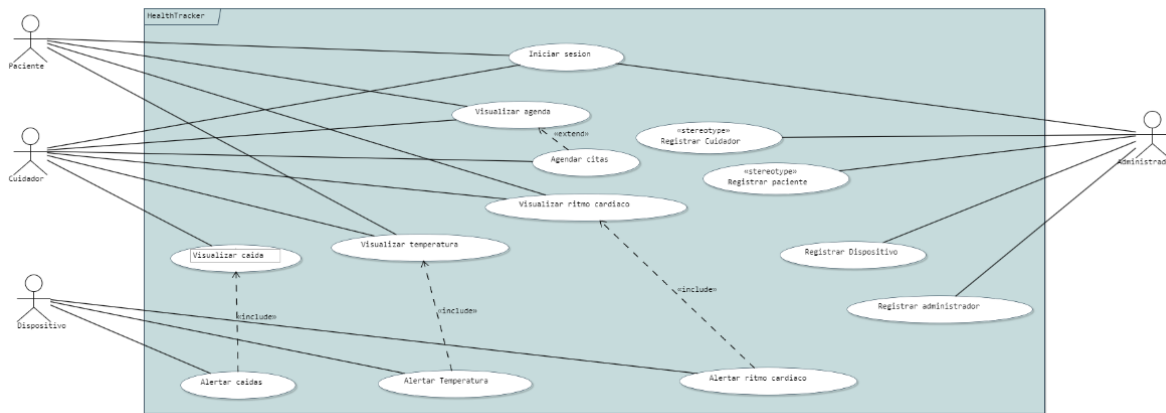 HealthTracker
Paciente
Iniciar sesion
Visualizar agenda
«extend»
«stereotype»
Registrar Cuidador
Agendar citas
Administrad
«stereotype»
Registrar paciente
Cuidador
Visualizar ritmo cardiaco
Visualizar temperatura
Visualizar caida
Registrar Dispositivo
«include»
Registrar administrador
«include»
«include»
Dispositivo
Alertar caidas
Alertar Temperatura
Alertar ritmo cardiaco